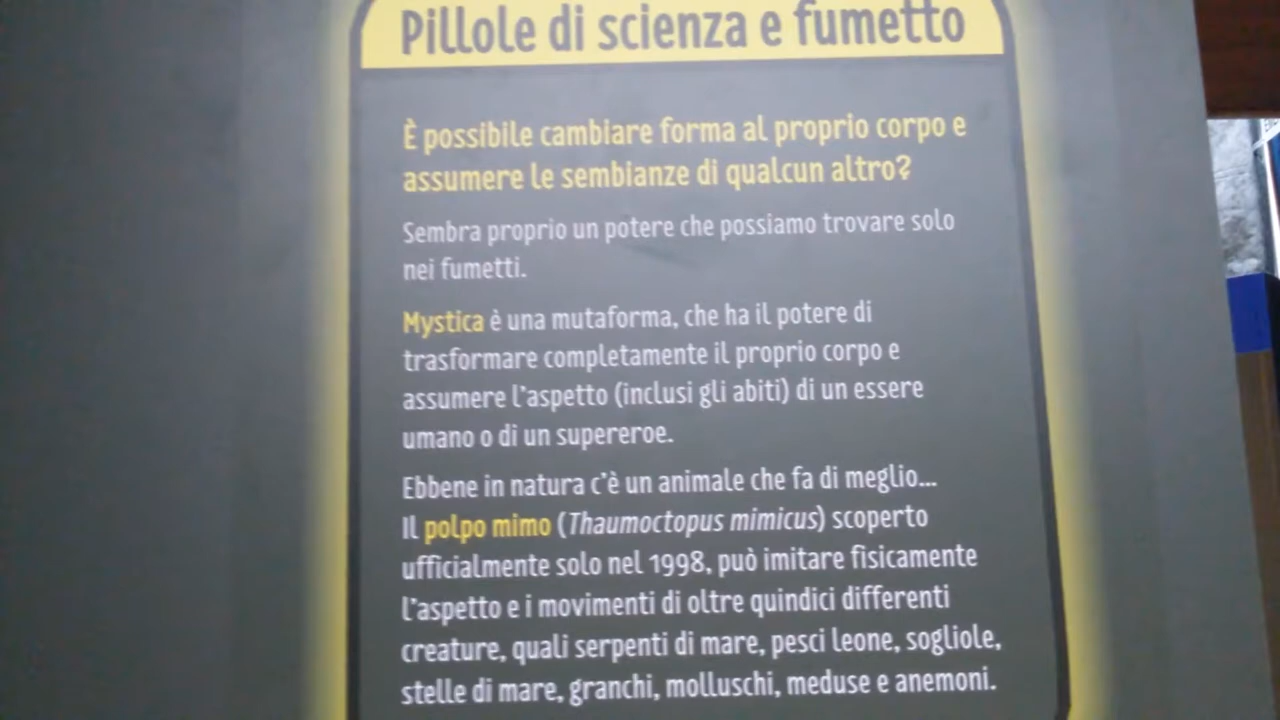 Pillole di scienza e fumetto
È possibile cambiare forma al proprio corpo e
assumere le sembianze di qualcun altro?
Sembra proprio un potere che possiamo trovare solo
nei fumetti.
Mystica è una mutaforma, che ha il potere di
trasformare completamente il proprio corpo e
assumere l'aspetto (inclusi gli abiti) di un essere
umano o di un supereroe.
Ebbene in natura c'è un animale che fa di meglio...
Il polpo mimo (Thaumoctopus mimicus) scoperto
ufficialmente solo nel 1998, può imitare fisicamente
l'aspetto e i movimenti di oltre quindici differenti
creature, quali serpenti di mare, pesci leone, sogliole,
stelle di mare, granchi, molluschi, meduse e anemoni.